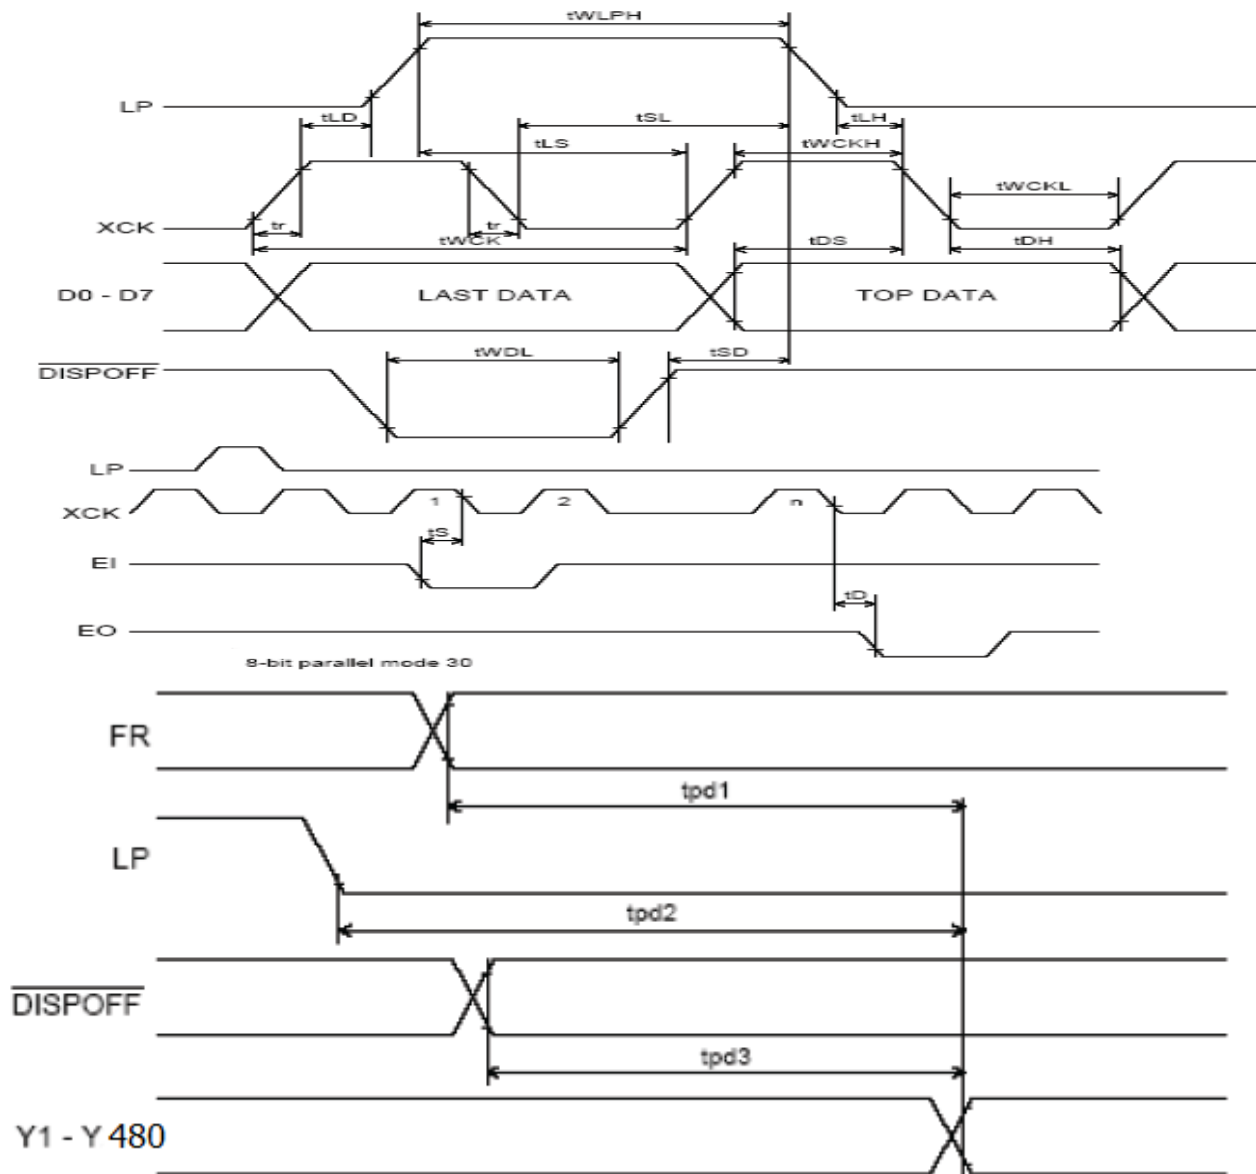 tWLPH
LP
tLD
tSL
tLH
tLS
tWCKH
tWCKL
XCK
tr
tr
tWCK
tDS
tDH
D0 - D7
LAST DATA
TOP DATA
tWDL
tSD
DISPOFF
LP
XCK
1
2
n
tS
EI
tD
EO
8-bit parallel mode 30
FR
tpd1
LP
tpd2
DISPOFF
tpd3
Y1 - Y 480